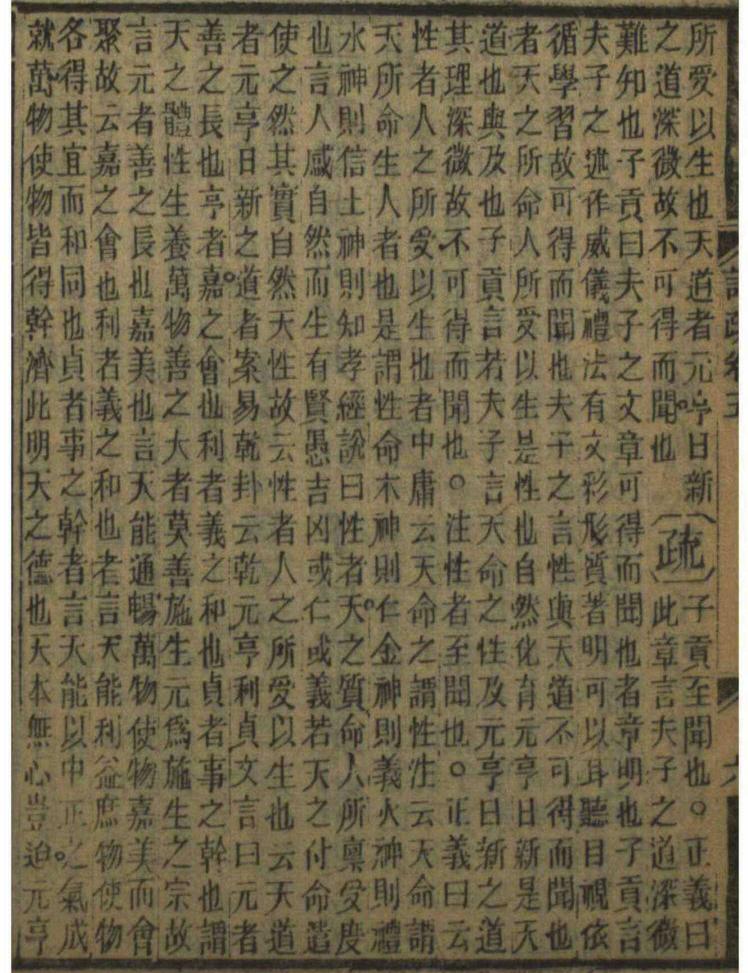 所受以生也天道者元亨日新
之道深微故不可得而聞也
疏
子貢至聞也○正義曰
此章言夫子之道深微
難知也子貢曰夫子之文章可得而聞也者章明也子貢言
夫子之述作威儀禮法有文彩形質著明可以耳聽目視依
循學習故可得而聞也夫子之言性與天道不可得而聞也
者天之所命人所受以生是性也自然化育元亨日新是天
道也與及也子貢言若夫子言天命之性及元亨日新之道
其理深微故不可得而聞也○注性者至聞也○正義曰云
性者人之所受以生也者中庸云天命之謂性注云天命謂
天所命生人者也是謂性命木神則仁金神則義火神則禮
水神則信土神則知孝經說曰性者天之質命人所稟受度
也言人感自然而生有賢愚吉凶或仁或義若天之付命遣
使之然其實自然天性故云性者人之所受以生也云天道
者元亨日新之道者案易乾卦云乾元亨利貞文言曰元者
善之長也亨者嘉之會也利者義之和也貞者事之幹也謂
天之體性生養萬物善之大者莫善施生元爲施生之宗故
言元者善之長也嘉美也言天能通暢萬物使物嘉美而會
聚故云嘉之會也利者義之和也者言天能利益庶物使物
各得其宜而和同也貞者事之幹者言天能以中正之氣成
就萬物使物皆得幹濟此明天之德也天本無心豈造元亨